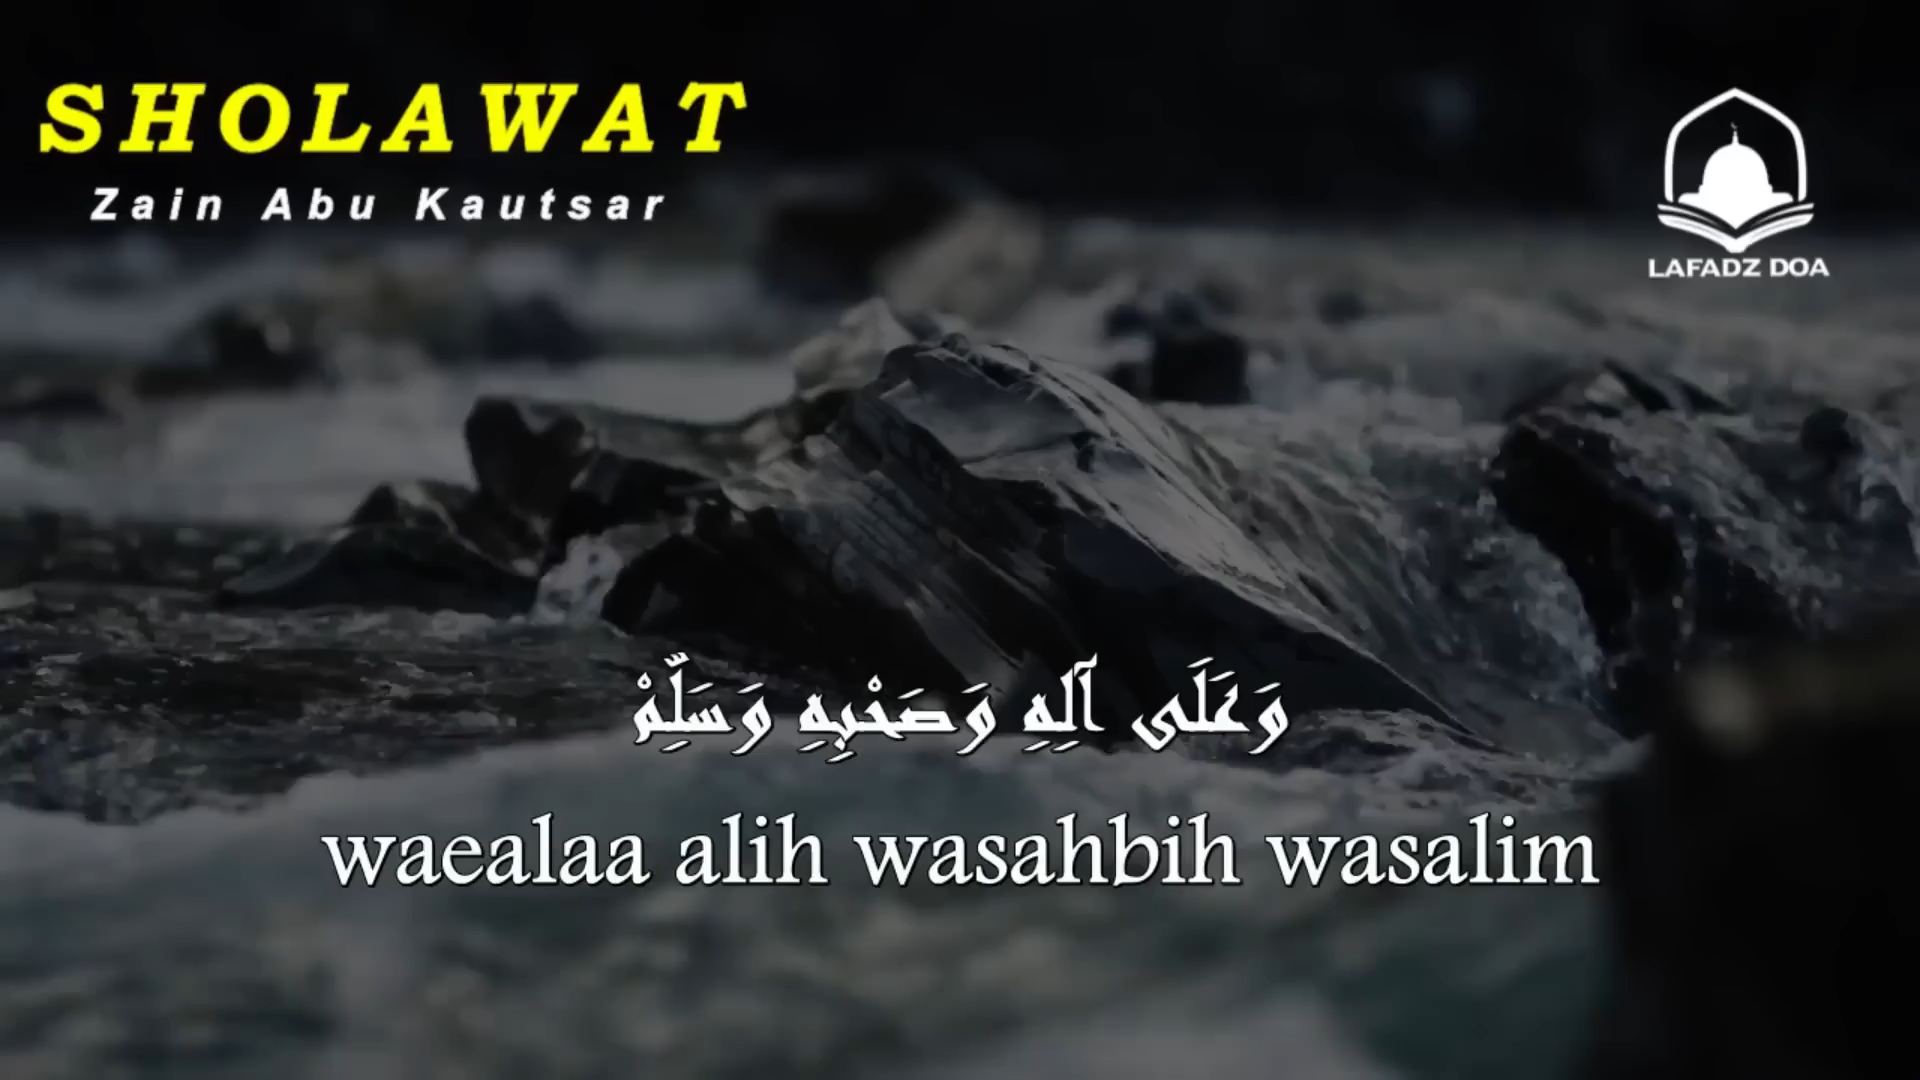 SHOLAWAT
Zain Abu Kautsar
LAFADZ DOA
وَعَلَى آلِهِ وَصَحْبِهِ وَسَلِّمْ
waealaa alih wasahbih wasalim